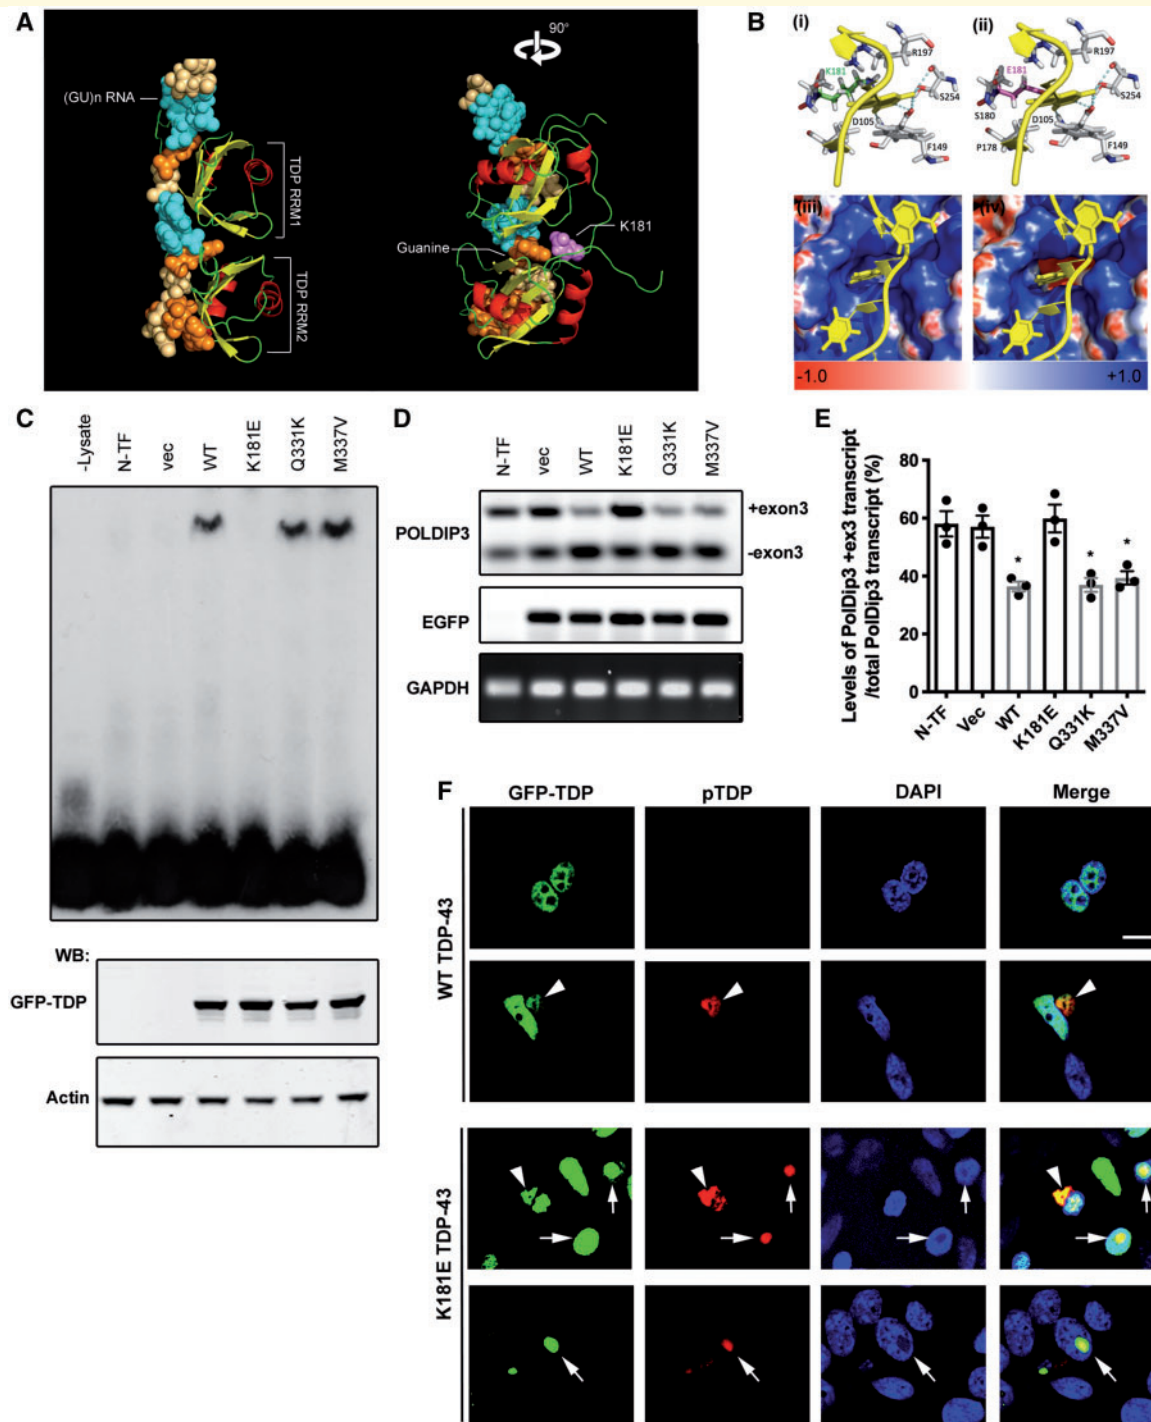 A
90°
(GU)n RNA
TDP RRM1
K181
Guanine
TDP RRM2
B
(i)
(ii)
R197
R197
K181
E181
S254
S254
S180
D105
D105
P178
F149
F149
(iii)
(iv)
-1.0
+1.0
C
-Lysate
N-TF
vec
WT
K181E
Q331K
M337V
WB:
GFP-TDP
Actin
D
N-TF
vec
WT
K181E
Q331K
M337V
POLDIP3
+exon3
-exon3
EGFP
GAPDH
E
Levels of PolDip3 +ex3 transcript
/total PolDip3 transcript (%)
80
60
40
20
0
*
*
*
N-TF
Vec
WT
K181E
Q331K
M337V
F
GFP-TDP
pTDP
DAPI
Merge
WT TDP-43
K181E TDP-43